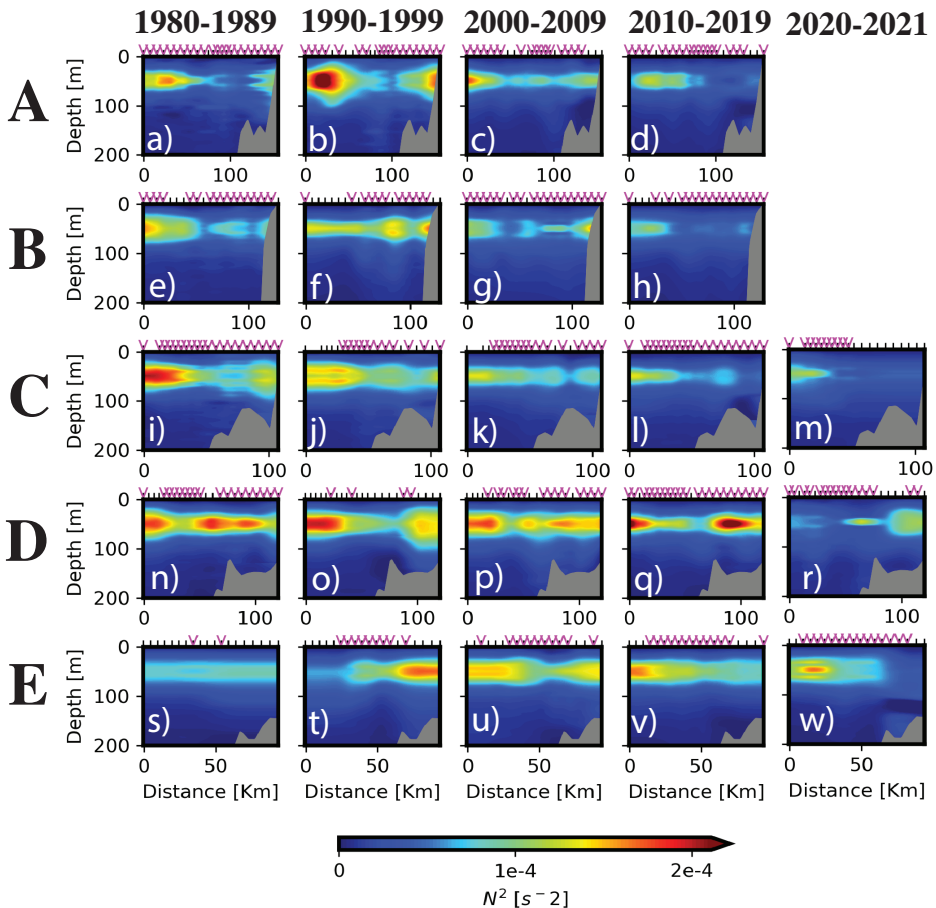 1980-1989 1990-1999 2000-2009 2010-2019 2020-2021
A
Depth [m]
0
100
200
a) b) c) d)
0 100 0 100 0 100 0 100
B
Depth [m]
0
100
200
e) f) g) h)
0 100 0 100 0 100 0 100
C
Depth [m]
0
100
200
i) j) k) l) m)
0 100 0 100 0 100 0 100 0 100
D
Depth [m]
0
100
200
n) o) p) q) r)
0 100 0 100 0 100 0 100 0 100
E
Depth [m]
0
100
200
s) t) u) v) w)
0 50 0 50 0 50 0 50 0 50
Distance [Km] Distance [Km] Distance [Km] Distance [Km] Distance [Km]
0 1e-4 2e-4
N² [s⁻2]